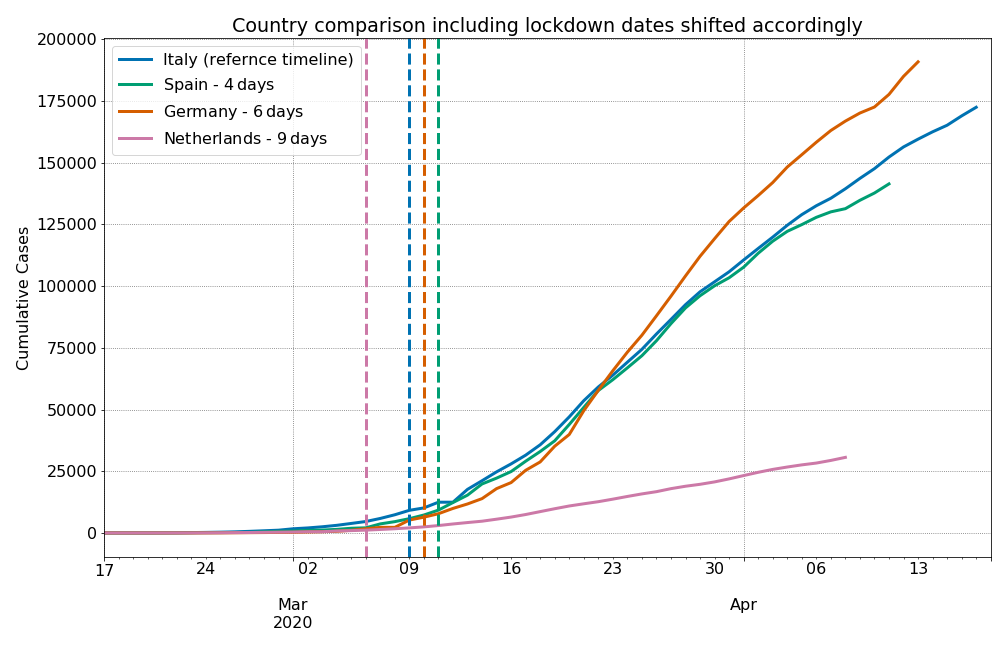 Country comparison including lockdown dates shifted accordingly
Cumulative Cases
200000
175000
150000
125000
100000
75000
50000
25000
0
Italy (refernce timeline)
Spain - 4 days
Germany - 6 days
Netherlands - 9 days
17 24 02 09 16 23 30 06 13
Mar Apr
2020